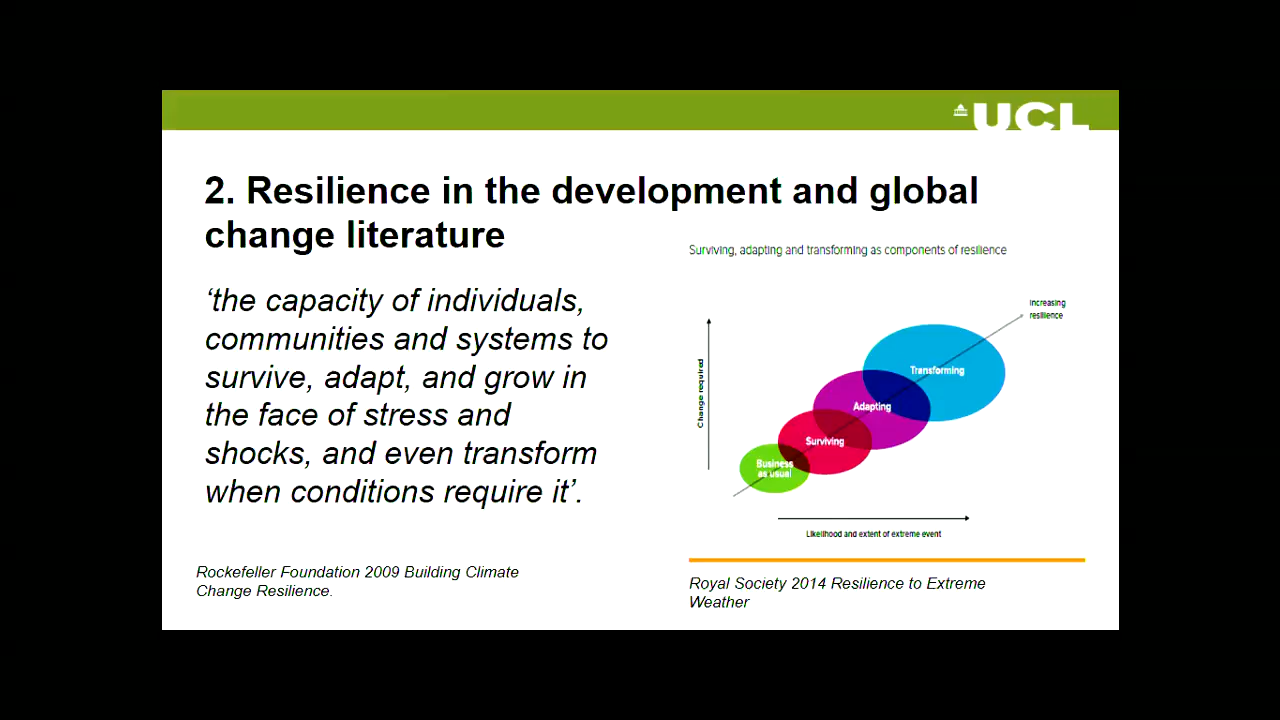 UCL
2. Resilience in the development and global
change literature
‘the capacity of individuals,
communities and systems to
survive, adapt, and grow in
the face of stress and
shocks, and even transform
when conditions require it’.
Rockefeller Foundation 2009 Building Climate
Change Resilience.
Surviving, adapting and transforming as components of resilience
Increasing
resilience
Change required
Transforming
Adapting
Surviving
Business
as usual
Likelihood and extent of extreme event
Royal Society 2014 Resilience to Extreme
Weather